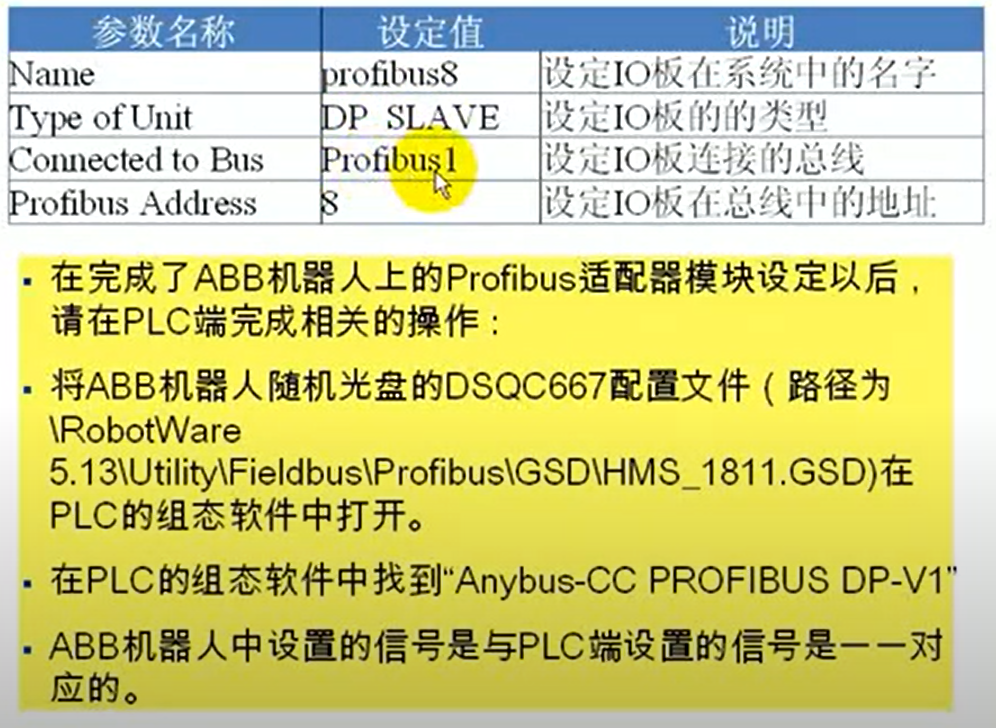 参数名称 设定值 说明
Name profibus8 设定IO板在系统中的名字
Type of Unit DP SLAVE 设定IO板的的类型
Connected to Bus Profibus1 设定IO板连接的总线
Profibus Address 8 设定IO板在总线中的地址
▪ 在完成了ABB机器人上的Profibus适配器模块设定以后，
请在PLC端完成相关的操作：
▪ 将ABB机器人随机光盘的DSQC667配置文件（路径为
\RobotWare
5.13\Utility\Fieldbus\Profibus\GSD\HMS_1811.GSD)在
PLC的组态软件中打开。
▪ 在PLC的组态软件中找到“Anybus-CC PROFIBUS DP-V1”
▪ ABB机器人中设置的信号是与PLC端设置的信号是一一对
应的。